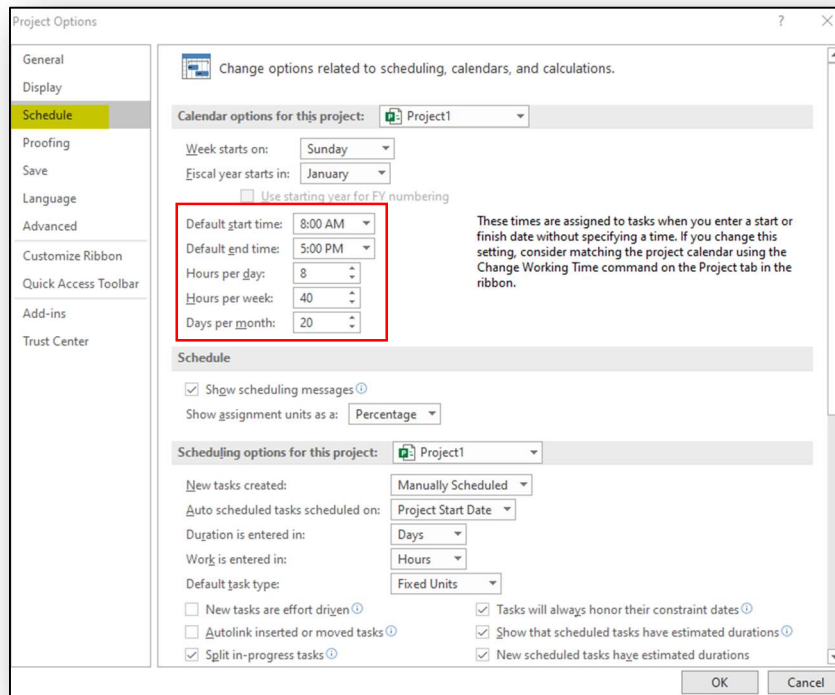 Project Options
?
General
Display
Schedule
Proofing
Save
Language
Advanced
Customize Ribbon
Quick Access Toolbar
Add-ins
Trust Center
Change options related to scheduling, calendars, and calculations.
Calendar options for this project: Project1
Week starts on: Sunday
Fiscal year starts in: January
Use starting year for FY numbering
Default start time: 8:00 AM
Default end time: 5:00 PM
Hours per day: 8
Hours per week: 40
Days per month: 20
These times are assigned to tasks when you enter a start or
finish date without specifying a time. If you change this
setting, consider matching the project calendar using the
Change Working Time command on the Project tab in the
ribbon.
Schedule
Show scheduling messages
Show assignment units as a: Percentage
Scheduling options for this project: Project1
New tasks created: Manually Scheduled
Auto scheduled tasks scheduled on: Project Start Date
Duration is entered in: Days
Work is entered in: Hours
Default task type: Fixed Units
New tasks are effort driven
Autolink inserted or moved tasks
Split in-progress tasks
Tasks will always honor their constraint dates
Show that scheduled tasks have estimated durations
New scheduled tasks have estimated durations
OK
Cancel